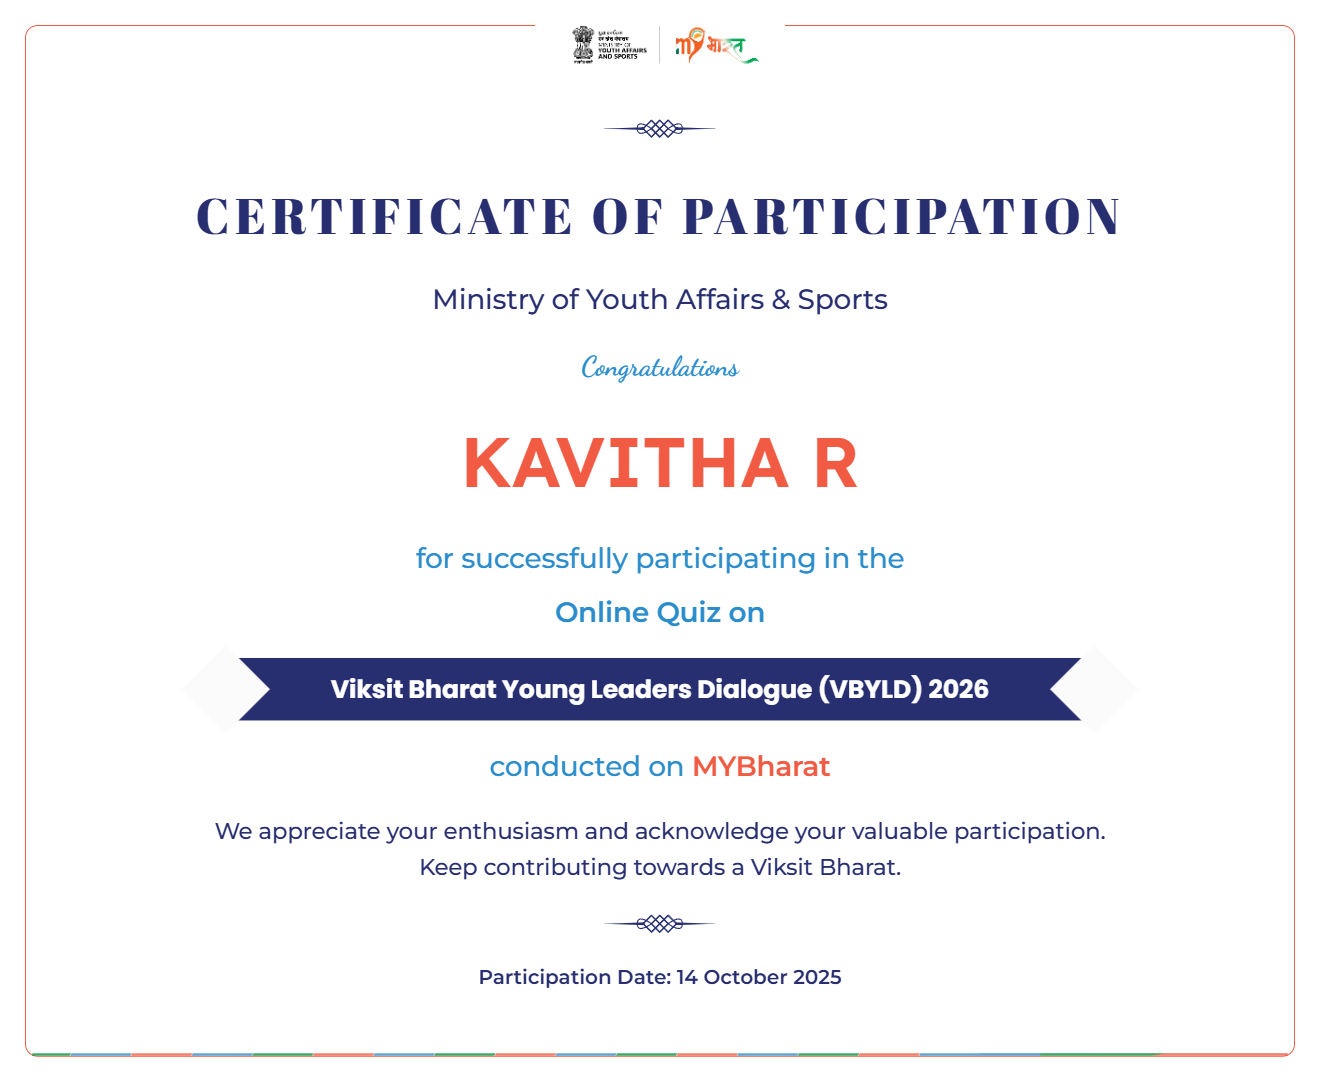 MINISTRY OF
YOUTH AFFAIRS
AND SPORTS
my भारत
CERTIFICATE OF PARTICIPATION
Ministry of Youth Affairs & Sports
Congratulations
KAVITHA R
for successfully participating in the
Online Quiz on
Viksit Bharat Young Leaders Dialogue (VBYLD) 2026
conducted on MYBharat
We appreciate your enthusiasm and acknowledge your valuable participation.
Keep contributing towards a Viksit Bharat.
Participation Date: 14 October 2025